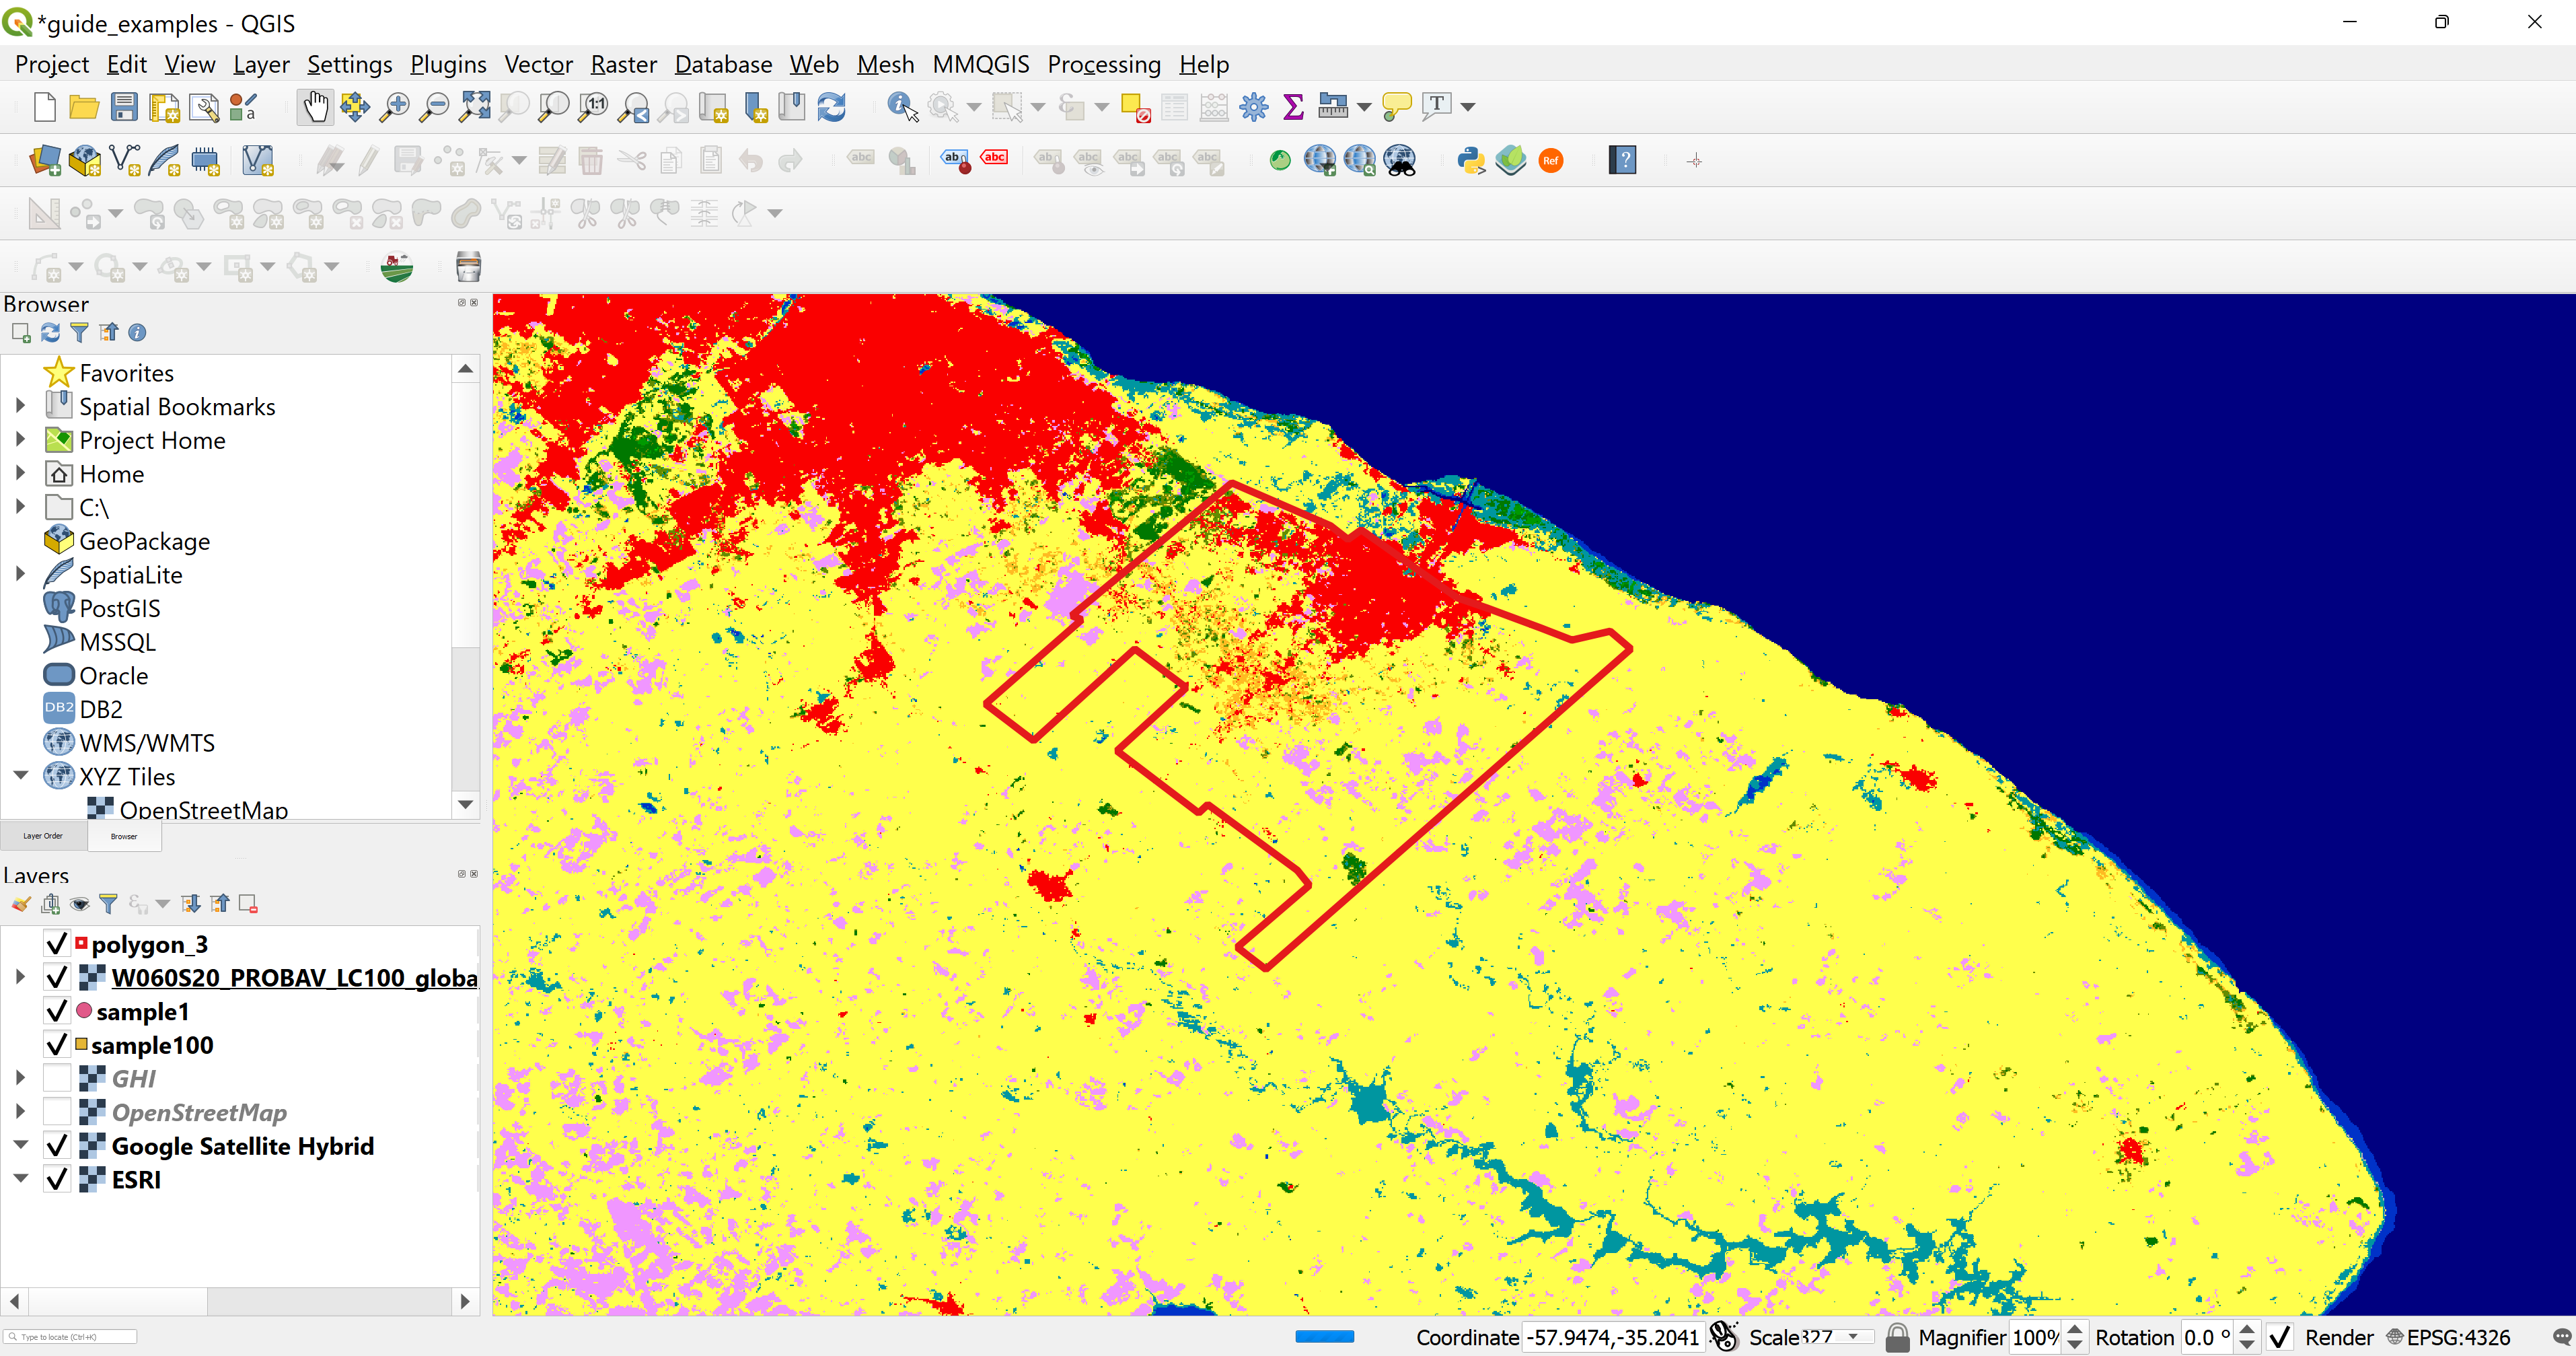 *guide_examples - QGIS
Project Edit View Layer Settings Plugins Vector Raster Database Web Mesh MMQGIS Processing Help
Browser
Favorites
Spatial Bookmarks
Project Home
Home
C:\
GeoPackage
SpatiaLite
PostGIS
MSSQL
Oracle
DB2 DB2
WMS/WMTS
XYZ Tiles
OpenStreetMap
Layer Order Browser
Layers
polygon_3
W060S20_PROBAV_LC100_globa
sample1
sample100
GHI
OpenStreetMap
Google Satellite Hybrid
ESRI
Type to locate (Ctrl+K) Coordinate -57.9474,-35.2041 Scale 327 Magnifier 100% Rotation 0.0 ° Render EPSG:4326